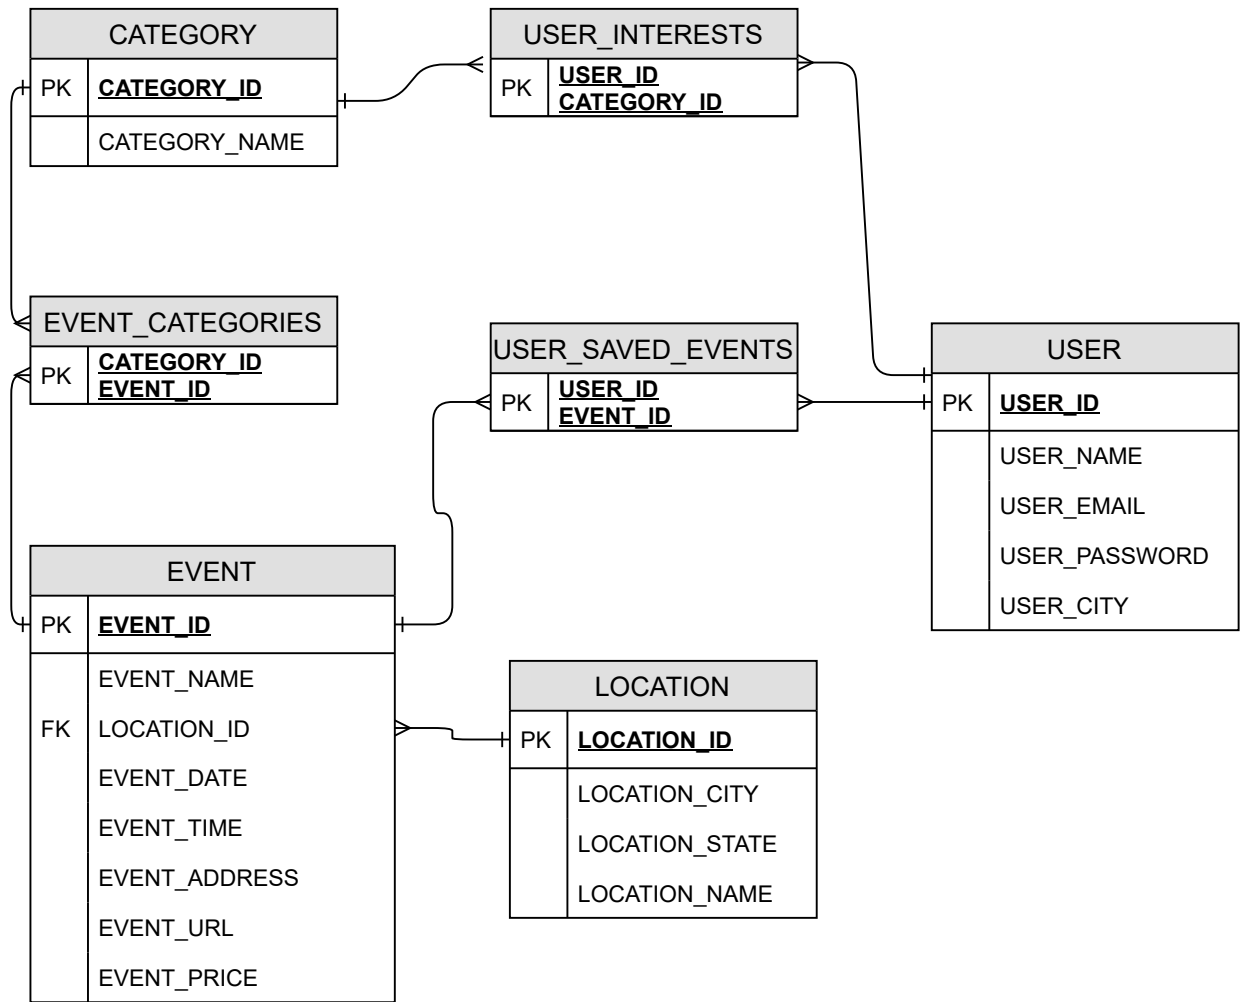 CATEGORY
PK
CATEGORY_ID
CATEGORY_NAME
USER_INTERESTS
PK
USER_ID
CATEGORY_ID
EVENT_CATEGORIES
PK
CATEGORY_ID
EVENT_ID
USER_SAVED_EVENTS
PK
USER_ID
EVENT_ID
USER
PK
USER_ID
USER_NAME
USER_EMAIL
USER_PASSWORD
USER_CITY
EVENT
PK
EVENT_ID
EVENT_NAME
FK
LOCATION_ID
EVENT_DATE
EVENT_TIME
EVENT_ADDRESS
EVENT_URL
EVENT_PRICE
LOCATION
PK
LOCATION_ID
LOCATION_CITY
LOCATION_STATE
LOCATION_NAME